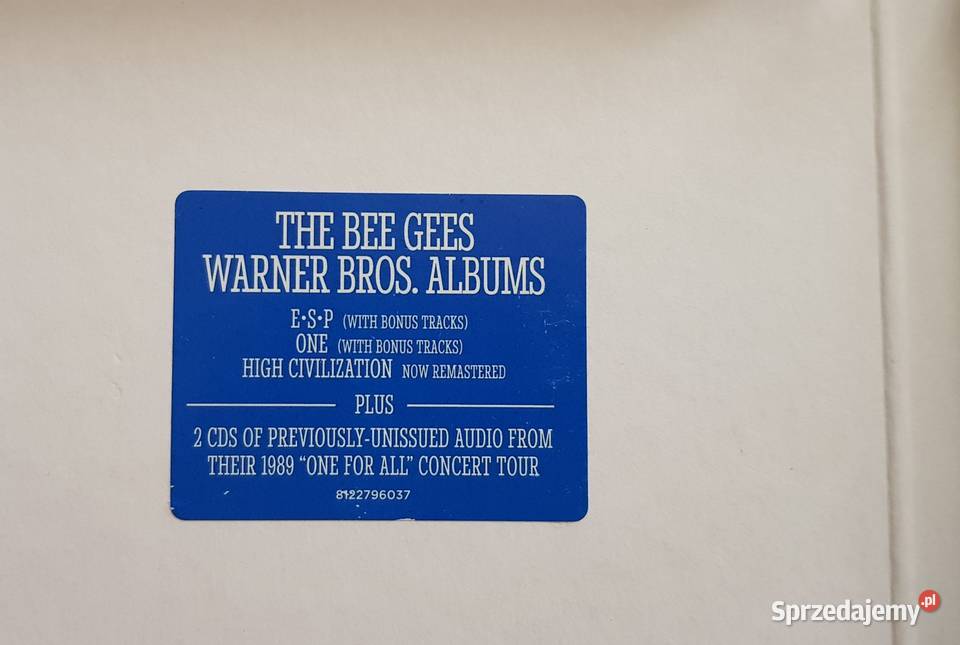 THE BEE GEES
WARNER BROS. ALBUMS
E•S•P (WITH BONUS TRACKS)
ONE (WITH BONUS TRACKS)
HIGH CIVILIZATION NOW REMASTERED
PLUS
2 CDS OF PREVIOUSLY-UNISSUED AUDIO FROM
THEIR 1989 "ONE FOR ALL" CONCERT TOUR
8122796037
Sprzedajemy.pl